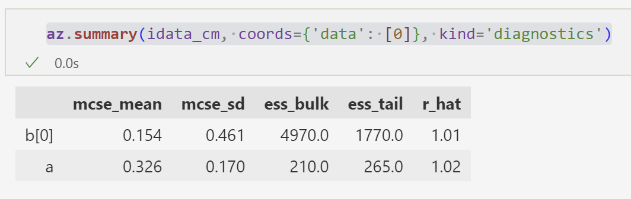 az.summary(idata_cm, coords={'data': [0]}, kind='diagnostics')
0.0s
mcse_mean mcse_sd ess_bulk ess_tail r_hat
b[0] 0.154 0.461 4970.0 1770.0 1.01
a 0.326 0.170 210.0 265.0 1.02